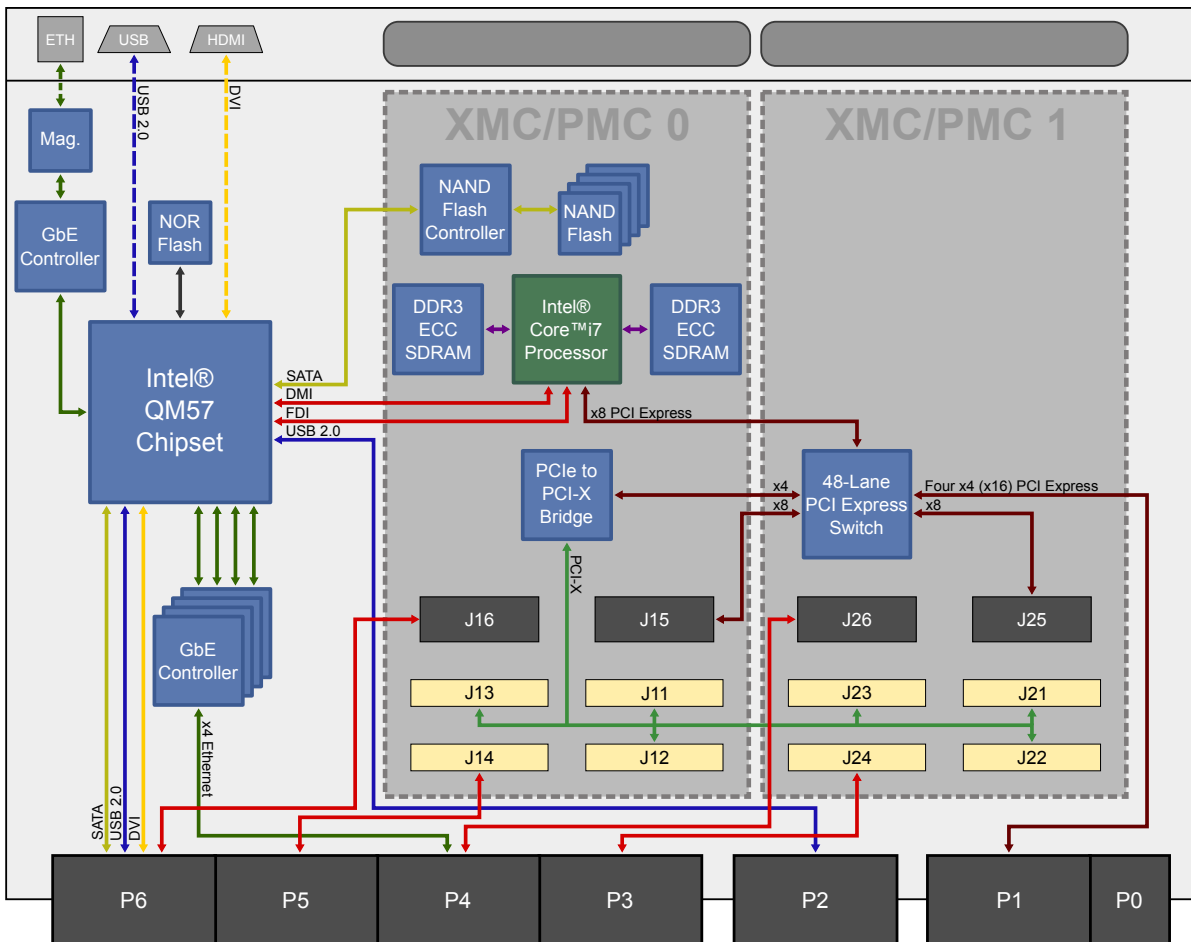 ETH
USB
HDMI
USB 2.0
DVI
XMC/PMC 0
XMC/PMC 1
Mag.
GbE
Controller
NOR
Flash
NAND
Flash
Controller
NAND
Flash
DDR3
ECC
SDRAM
Intel®
Core™i7
Processor
DDR3
ECC
SDRAM
Intel®
QM57
Chipset
SATA
DMI
FDI
USB 2.0
x8 PCI Express
PCIe to
PCI-X
Bridge
x4
x8
48-Lane
PCI Express
Switch
Four x4 (x16) PCI Express
x8
PCI-X
J16
J15
J26
J25
GbE
Controller
J13
J11
J23
J21
J14
J12
J24
J22
x4 Ethernet
SATA
USB 2.0
DVI
P6
P5
P4
P3
P2
P1
P0